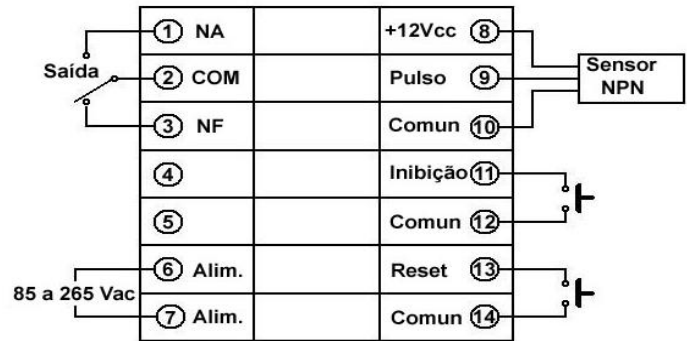 1 NA +12Vcc 8
Saída 2 COM Pulso 9 Sensor
NPN
3 NF Comun 10
4 Inibição 11
5 Comun 12
6 Alim. Reset 13
85 a 265 Vac
7 Alim. Comun 14